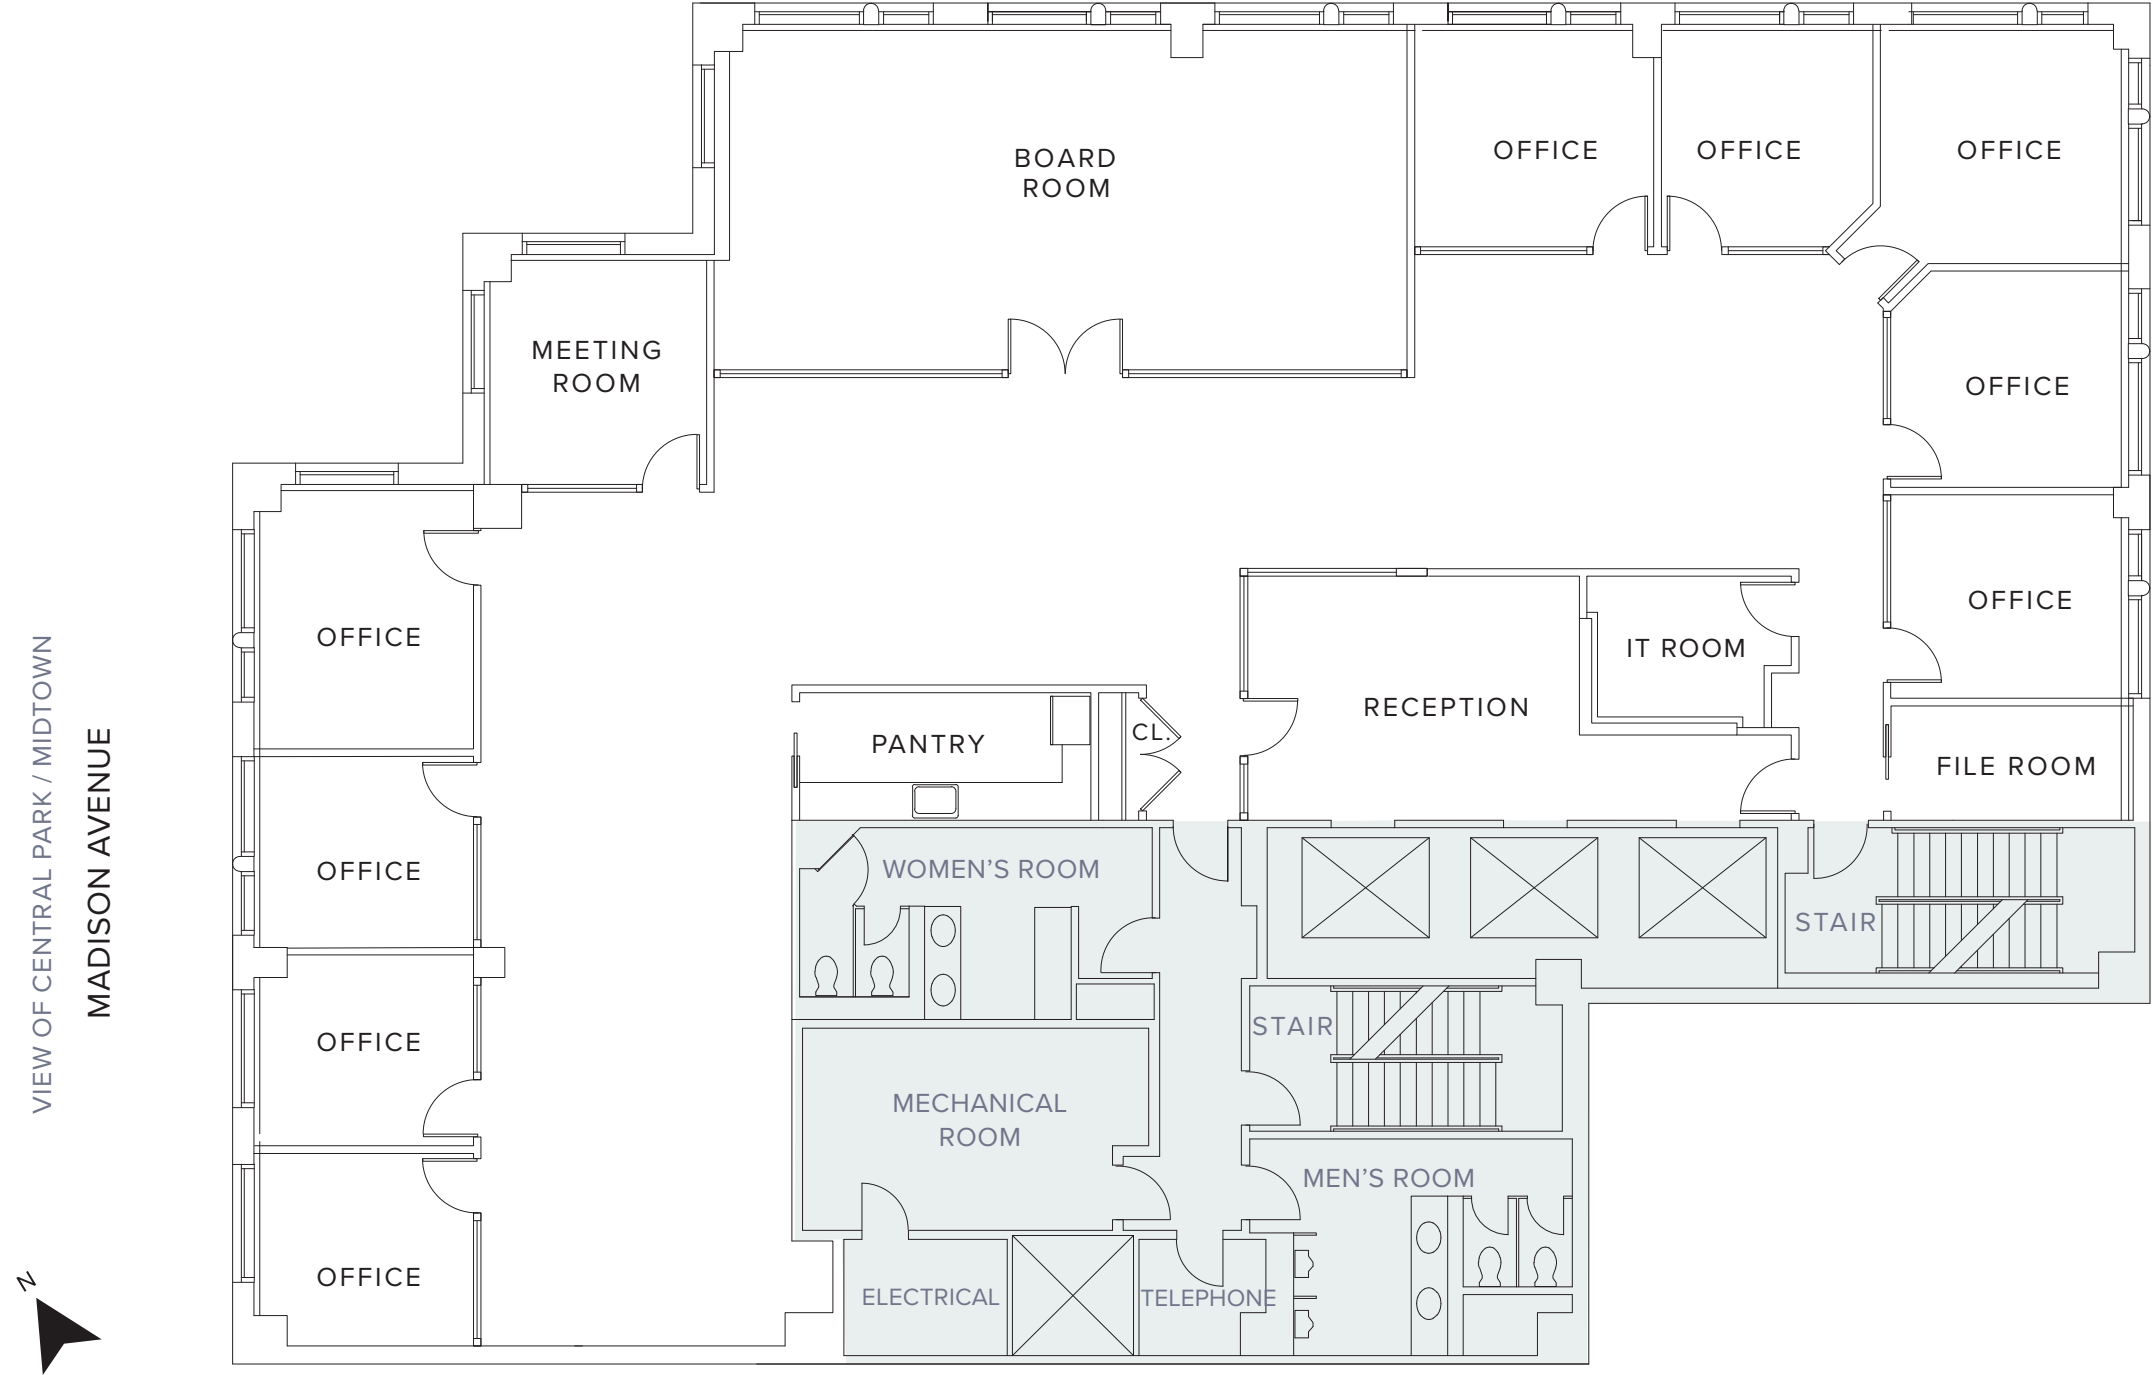 BOARD
ROOM
OFFICE
OFFICE
OFFICE
MEETING
ROOM
OFFICE
OFFICE
OFFICE
IT ROOM
RECEPTION
CL.
PANTRY
FILE ROOM
OFFICE
WOMEN'S ROOM
STAIR
STAIR
OFFICE
MECHANICAL
ROOM
MEN'S ROOM
OFFICE
ELECTRICAL
TELEPHONE
VIEW OF CENTRAL PARK / MIDTOWN
MADISON AVENUE
N